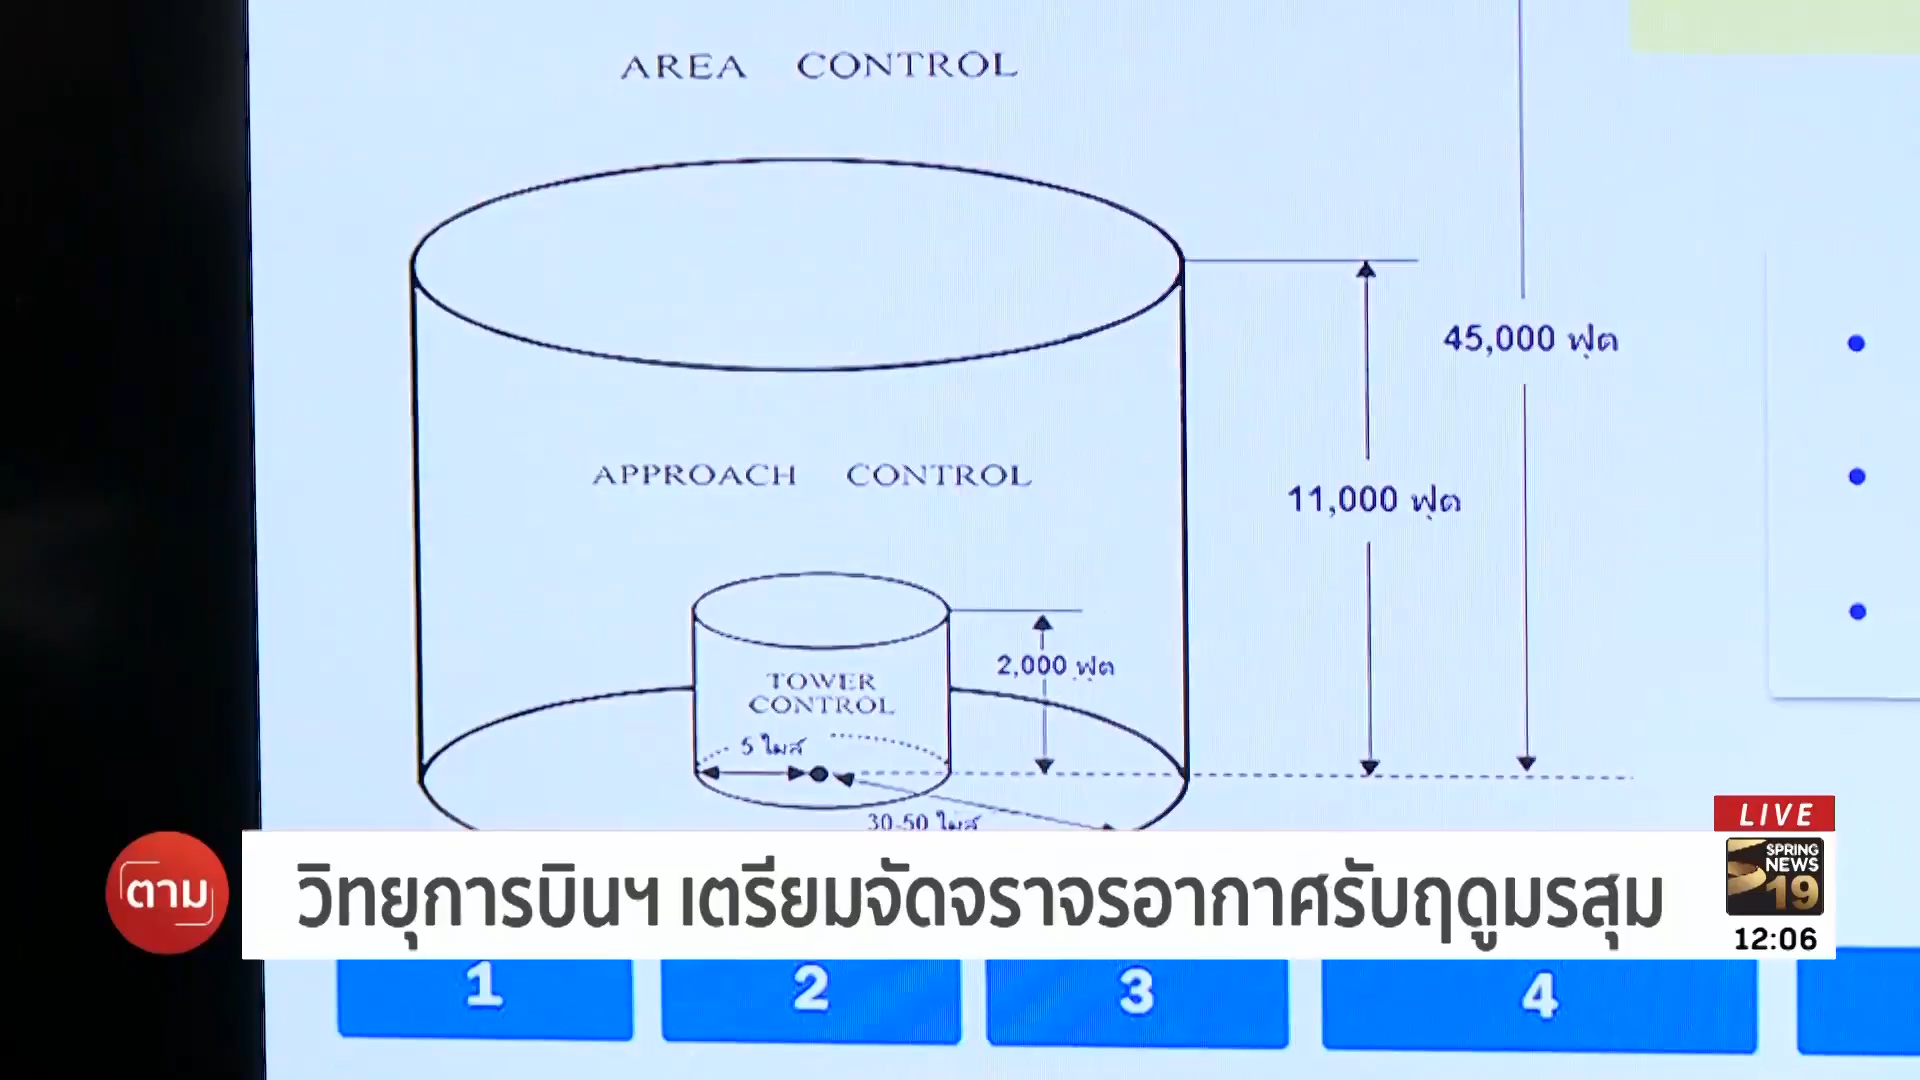 AREA CONTROL
45,000 ฟุต
APPROACH CONTROL
11,000 ฟุต
2,000 ฟุต
TOWER
CONTROL
5 ไมล์
30-50 ไมล์
LIVE
SPRING
NEWS
19
12:06
ตาม
วิทยุการบินฯ เตรียมจัดจราจรอากาศรับฤดูมรสุม
1
2
3
4